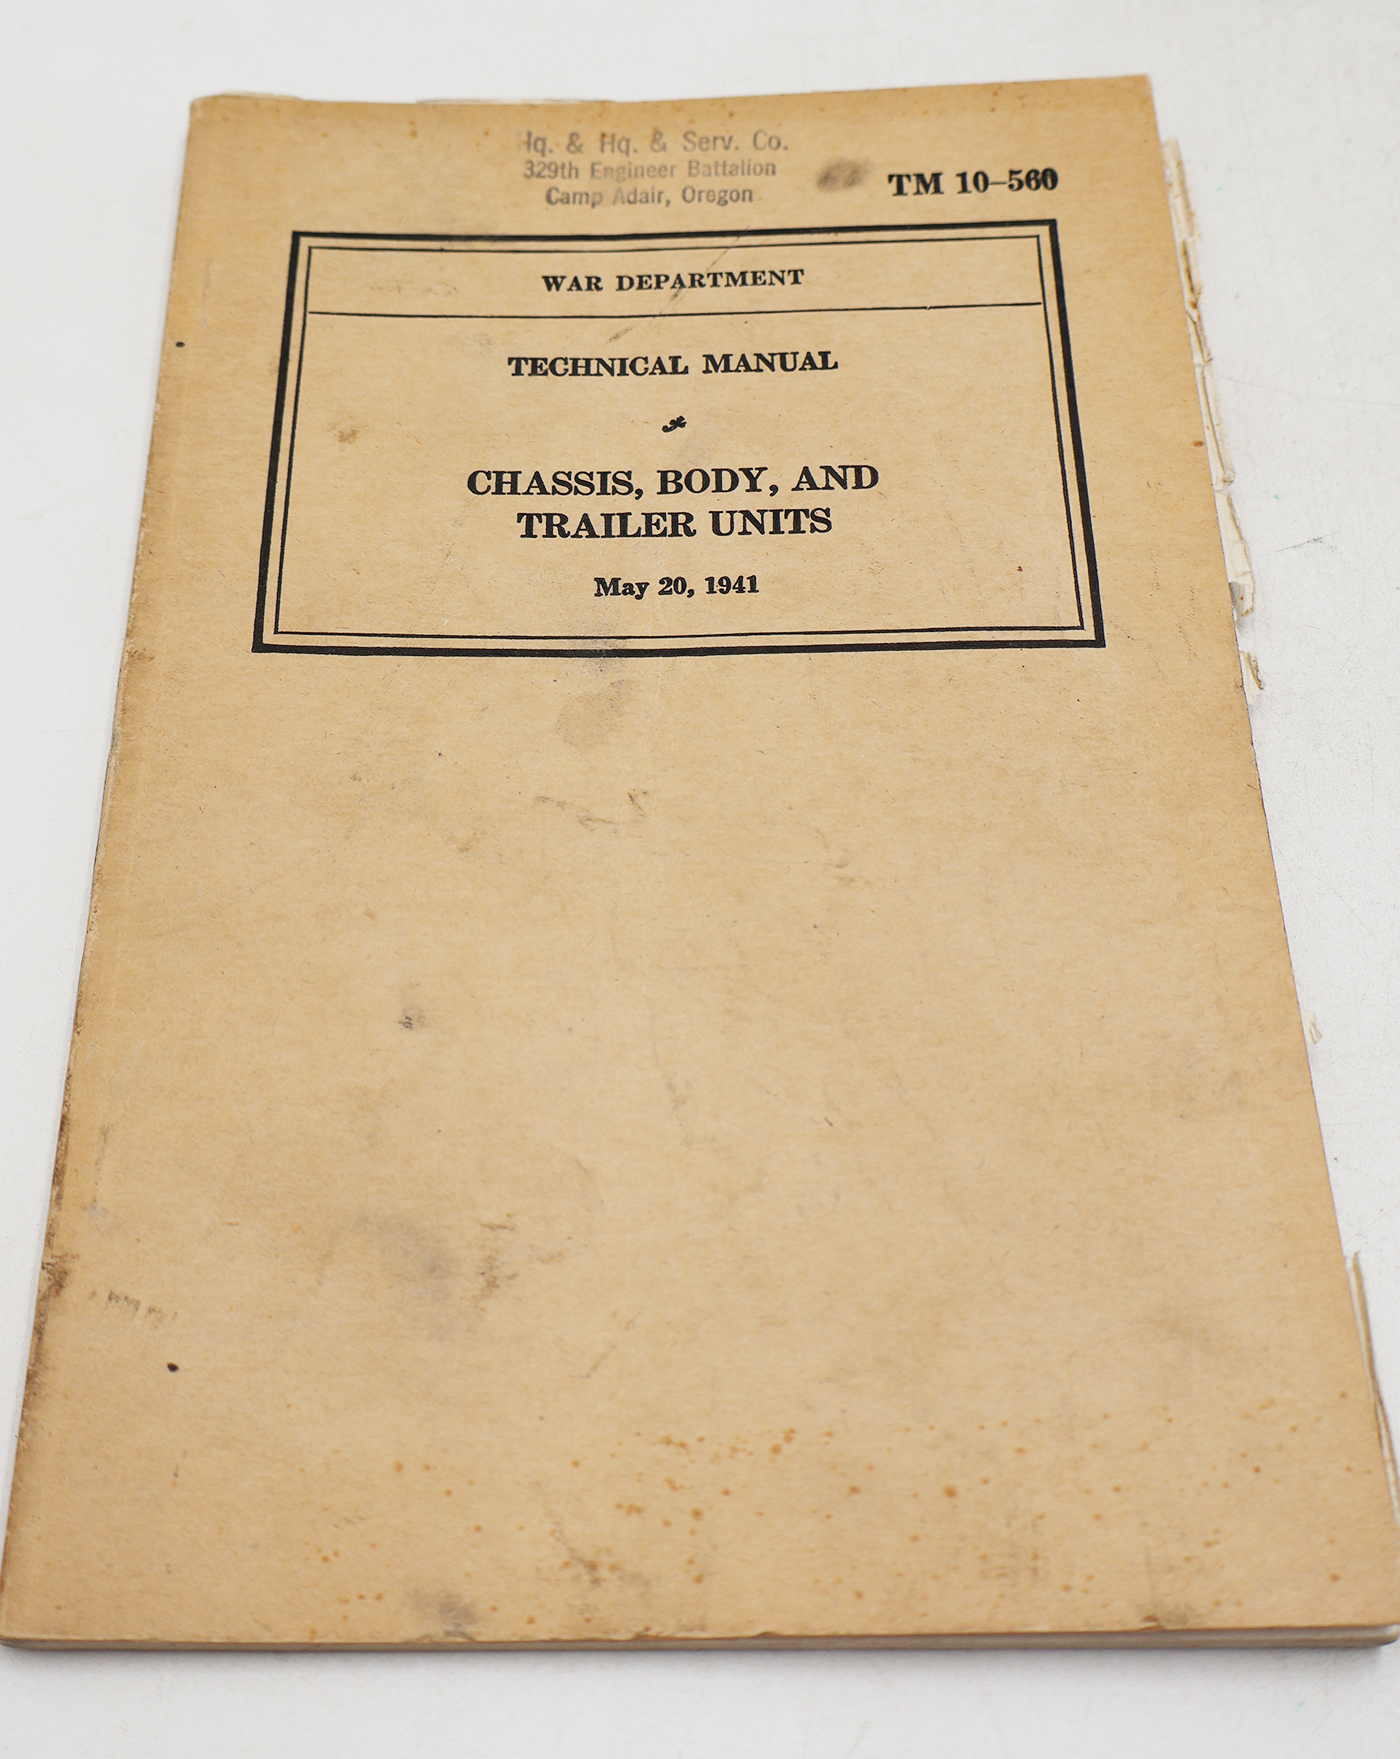 Hq. & Hq. & Serv. Co.
329th Engineer Battalion
Camp Adair, Oregon
TM 10–560
WAR DEPARTMENT
TECHNICAL MANUAL
CHASSIS, BODY, AND
TRAILER UNITS
May 20, 1941